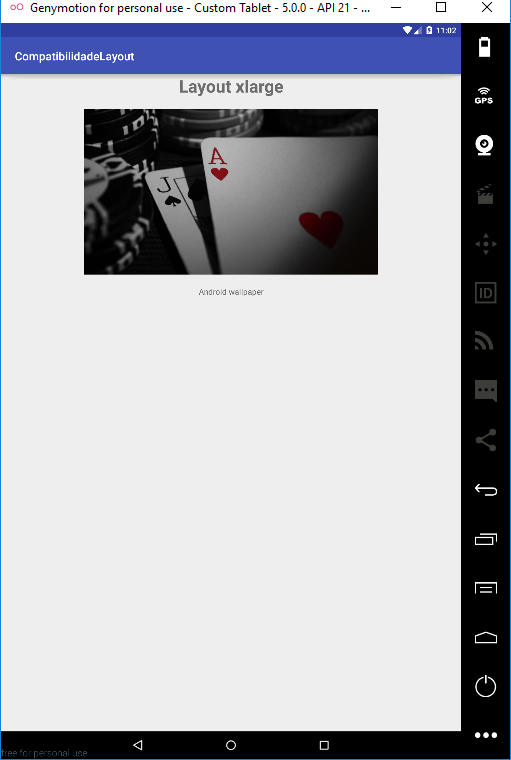 Genymotion for personal use - Custom Tablet - 5.0.0 - API 21 - ...
11:02
CompatibilidadeLayout
Layout xlarge
J
A
Android wallpaper
GPS
ID
free for personal use